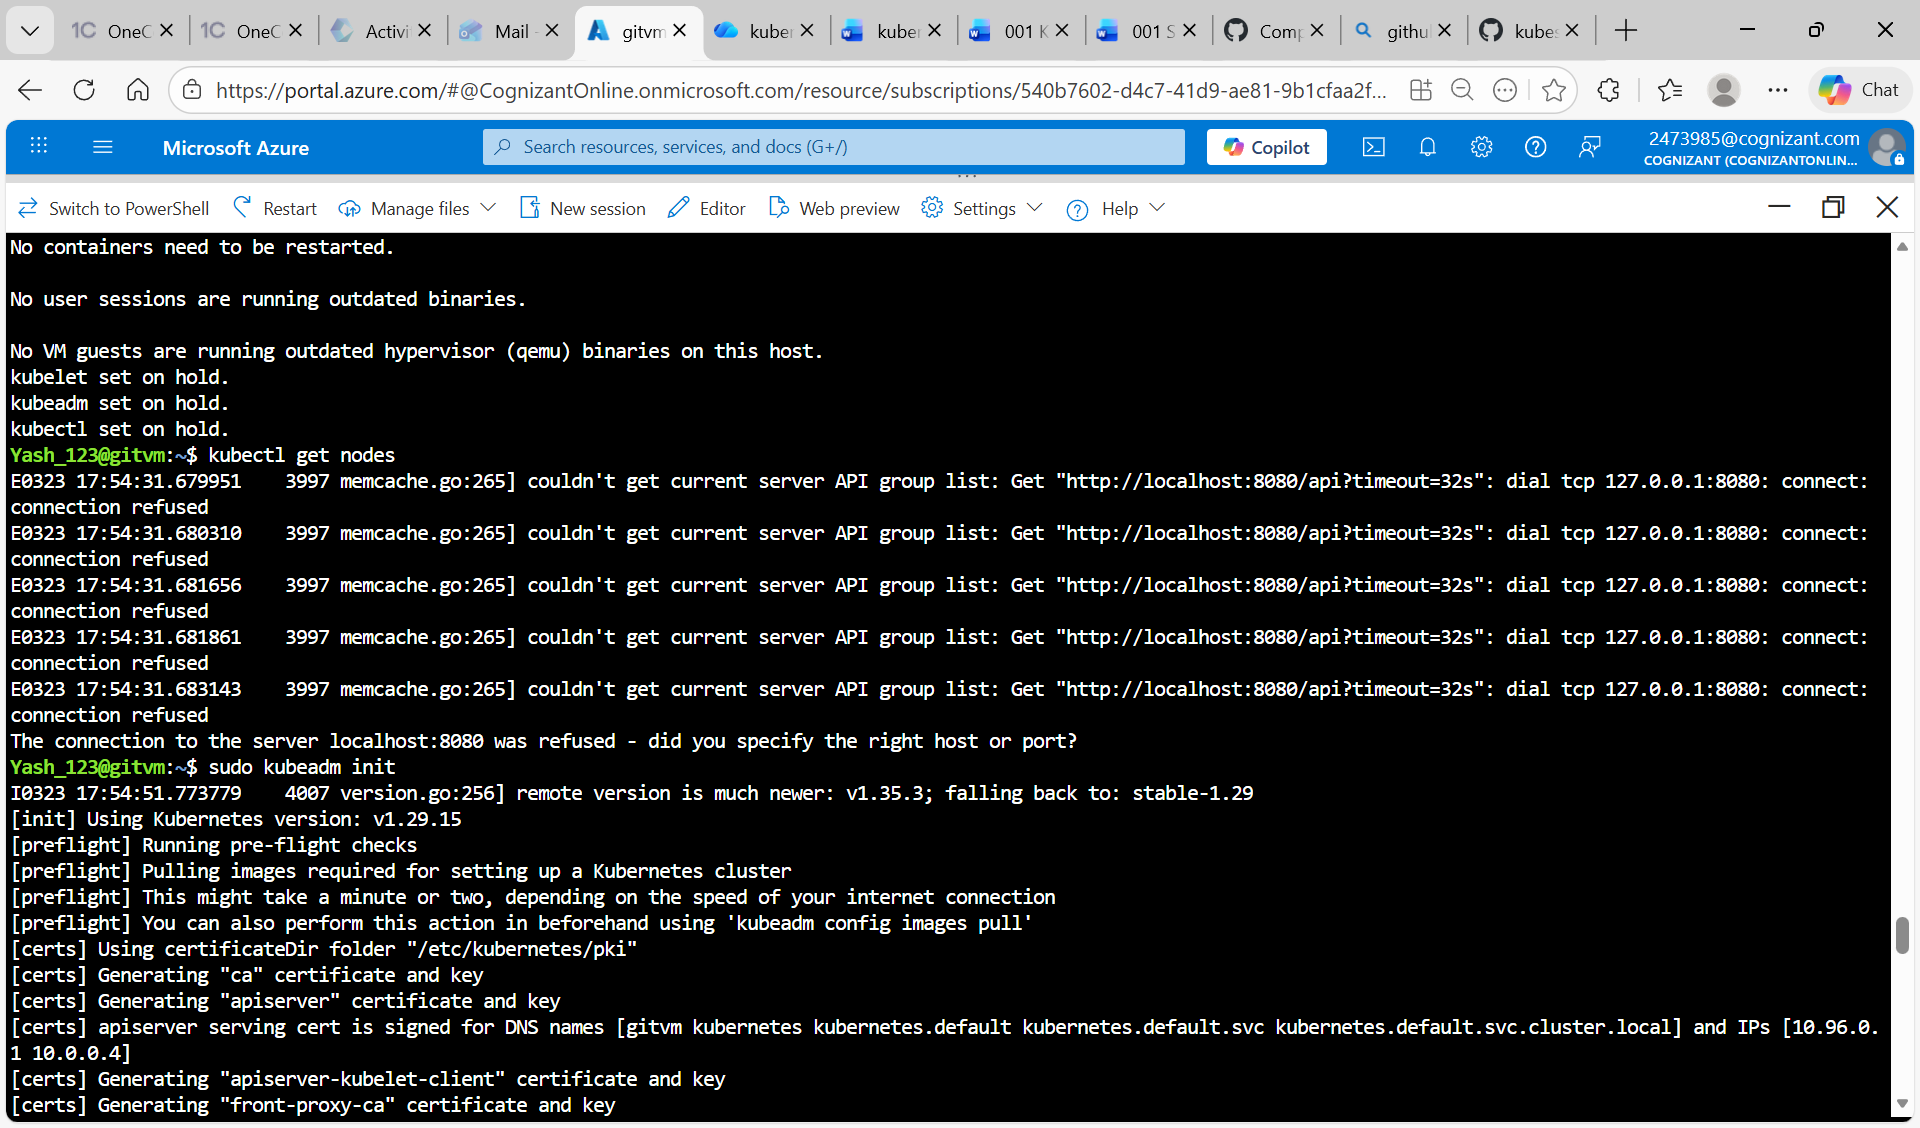 OneC
OneC
Activi
Mail -
gitvm
kuber
kuber
001 K
001 S
Comp
githu
kubes
https://portal.azure.com/#@CognizantOnline.onmicrosoft.com/resource/subscriptions/540b7602-d4c7-41d9-ae81-9b1cfaa2f...
Chat
Microsoft Azure
Search resources, services, and docs (G+/)
Copilot
2473985@cognizant.com
COGNIZANT (COGNIZANTONLIN...
Switch to PowerShell
Restart
Manage files
New session
Editor
Web preview
Settings
Help
No containers need to be restarted.
No user sessions are running outdated binaries.
No VM guests are running outdated hypervisor (qemu) binaries on this host.
kubelet set on hold.
kubeadm set on hold.
kubectl set on hold.
Yash_123@gitvm:~$ kubectl get nodes
E0323 17:54:31.679951    3997 memcache.go:265] couldn't get current server API group list: Get "http://localhost:8080/api?timeout=32s": dial tcp 127.0.0.1:8080: connect:
connection refused
E0323 17:54:31.680310    3997 memcache.go:265] couldn't get current server API group list: Get "http://localhost:8080/api?timeout=32s": dial tcp 127.0.0.1:8080: connect:
connection refused
E0323 17:54:31.681656    3997 memcache.go:265] couldn't get current server API group list: Get "http://localhost:8080/api?timeout=32s": dial tcp 127.0.0.1:8080: connect:
connection refused
E0323 17:54:31.681861    3997 memcache.go:265] couldn't get current server API group list: Get "http://localhost:8080/api?timeout=32s": dial tcp 127.0.0.1:8080: connect:
connection refused
E0323 17:54:31.683143    3997 memcache.go:265] couldn't get current server API group list: Get "http://localhost:8080/api?timeout=32s": dial tcp 127.0.0.1:8080: connect:
connection refused
The connection to the server localhost:8080 was refused - did you specify the right host or port?
Yash_123@gitvm:~$ sudo kubeadm init
I0323 17:54:51.773779    4007 version.go:256] remote version is much newer: v1.35.3; falling back to: stable-1.29
[init] Using Kubernetes version: v1.29.15
[preflight] Running pre-flight checks
[preflight] Pulling images required for setting up a Kubernetes cluster
[preflight] This might take a minute or two, depending on the speed of your internet connection
[preflight] You can also perform this action in beforehand using 'kubeadm config images pull'
[certs] Using certificateDir folder "/etc/kubernetes/pki"
[certs] Generating "ca" certificate and key
[certs] Generating "apiserver" certificate and key
[certs] apiserver serving cert is signed for DNS names [gitvm kubernetes kubernetes.default kubernetes.default.svc kubernetes.default.svc.cluster.local] and IPs [10.96.0.
1 10.0.0.4]
[certs] Generating "apiserver-kubelet-client" certificate and key
[certs] Generating "front-proxy-ca" certificate and key